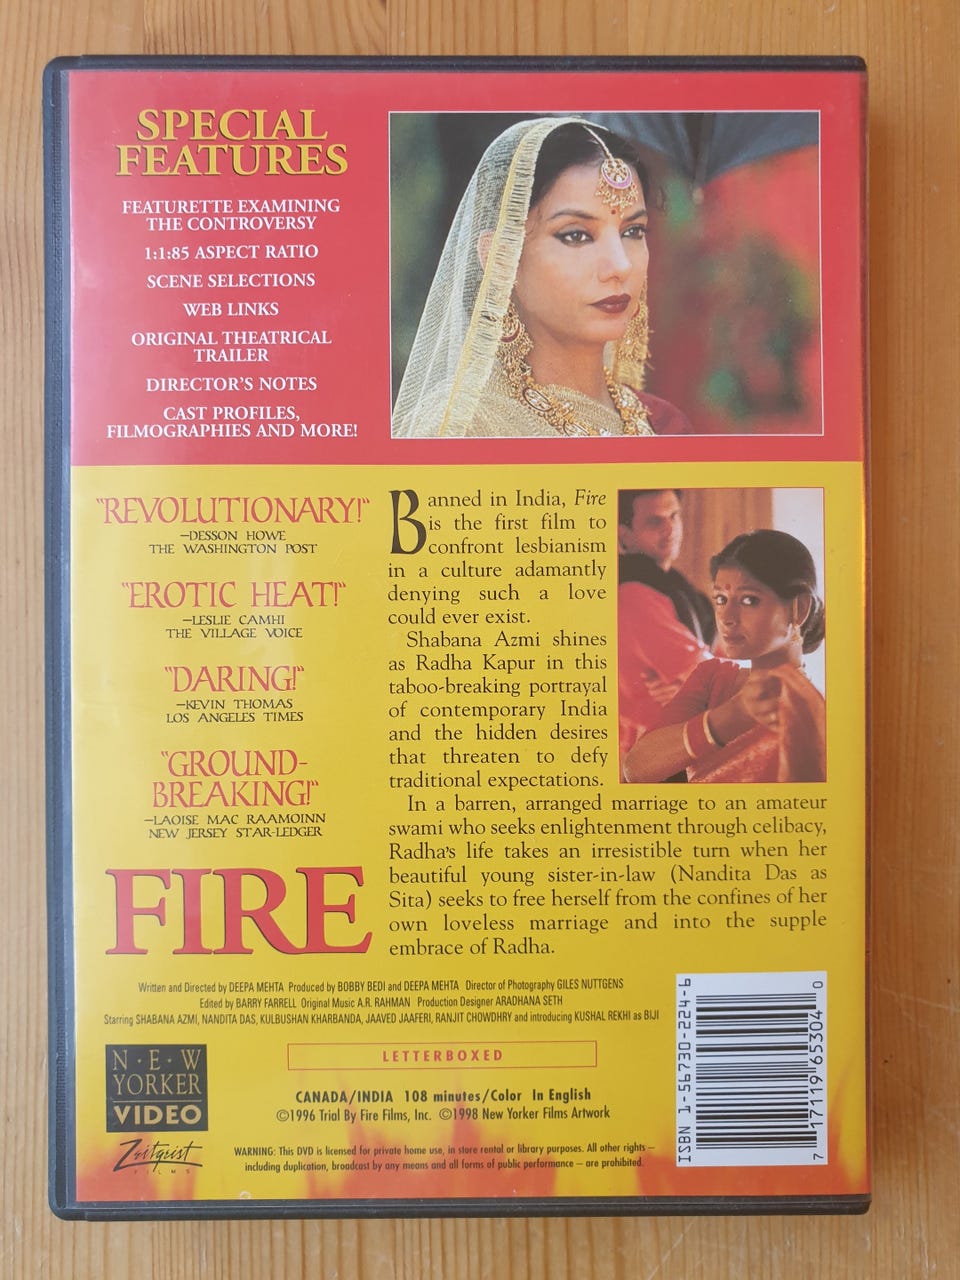 SPECIAL
FEATURES
FEATURETTE EXAMINING
THE CONTROVERSY
1:1:85 ASPECT RATIO
SCENE SELECTIONS
WEB LINKS
ORIGINAL THEATRICAL
TRAILER
DIRECTOR'S NOTES
CAST PROFILES,
FILMOGRAPHIES AND MORE!
"REVOLUTIONARY!"
–DESSON HOWE
THE WASHINGTON POST
"EROTIC HEAT!"
–LESLIE CAMHI
THE VILLAGE VOICE
"DARING!"
–KEVIN THOMAS
LOS ANGELES TIMES
"GROUND-
BREAKING!"
–LAOISE MAC RAAMOINN
NEW JERSEY STAR-LEDGER
FIRE
Banned in India, Fire
is the first film to
confront lesbianism
in a culture adamantly
denying such a love
could ever exist.
Shabana Azmi shines
as Radha Kapur in this
taboo-breaking portrayal
of contemporary India
and the hidden desires
that threaten to defy
traditional expectations.
In a barren, arranged marriage to an amateur
swami who seeks enlightenment through celibacy,
Radha's life takes an irresistible turn when her
beautiful young sister-in-law (Nandita Das as
Sita) seeks to free herself from the confines of her
own loveless marriage and into the supple
embrace of Radha.
Written and Directed by DEEPA MEHTA Produced by BOBBY BEDI and DEEPA MEHTA Director of Photography GILES NUTTGENS
Edited by BARRY FARRELL Original Music A.R. RAHMAN Production Designer ARADHANA SETH
Starring SHABANA AZMI, NANDITA DAS, KULBUSHAN KHARBANDA, JAAVED JAAFERI, RANJIT CHOWDHRY and introducing KUSHAL REKHI as BIJI
N·E·W
YORKER
VIDEO
Zeitgeist
FILMS
LETTERBOXED
CANADA/INDIA 108 minutes/Color In English
©1996 Trial By Fire Films, Inc. ©1998 New Yorker Films Artwork
WARNING: This DVD is licensed for private home use, in store rental or library purposes. All other rights –
including duplication, broadcast by any means and all forms of public performance – are prohibited.
ISBN 1-56730-224-6
7 17119 65304 0